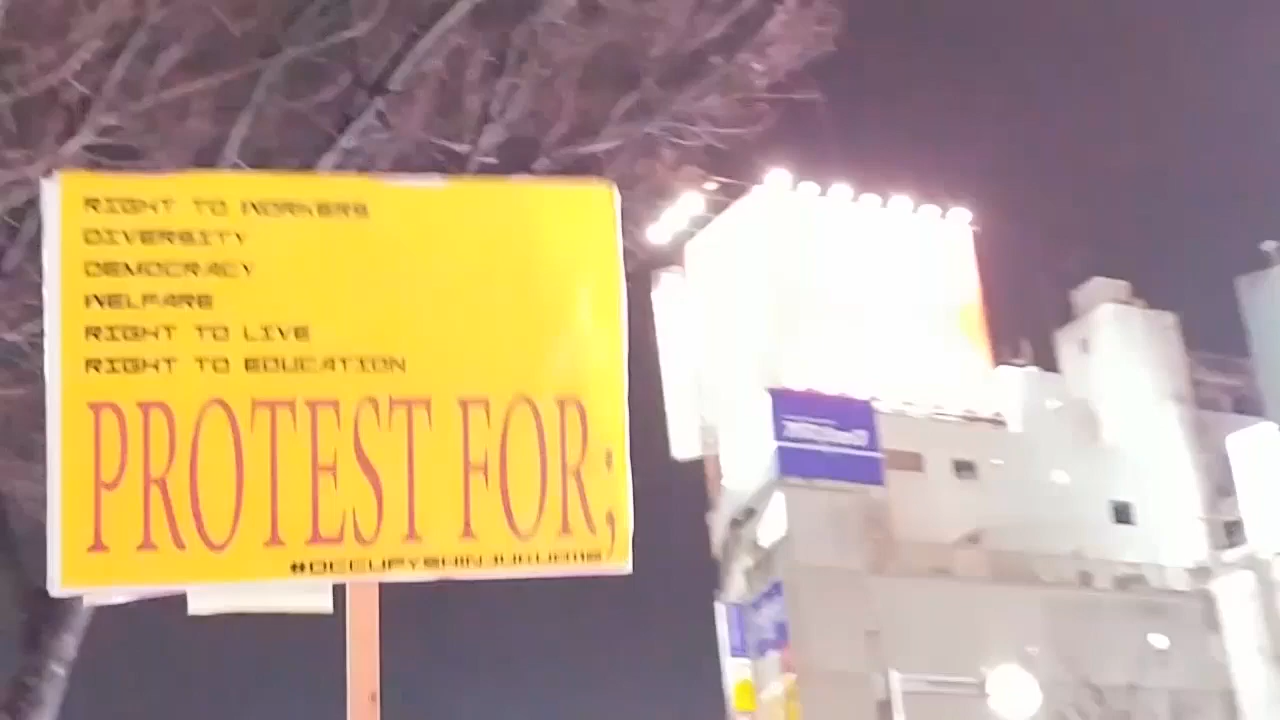 RIGHT TO WORKERS
DIVERSITY
DEMOCRACY
WELFARE
RIGHT TO LIVE
RIGHT TO EDUCATION
PROTEST FOR;